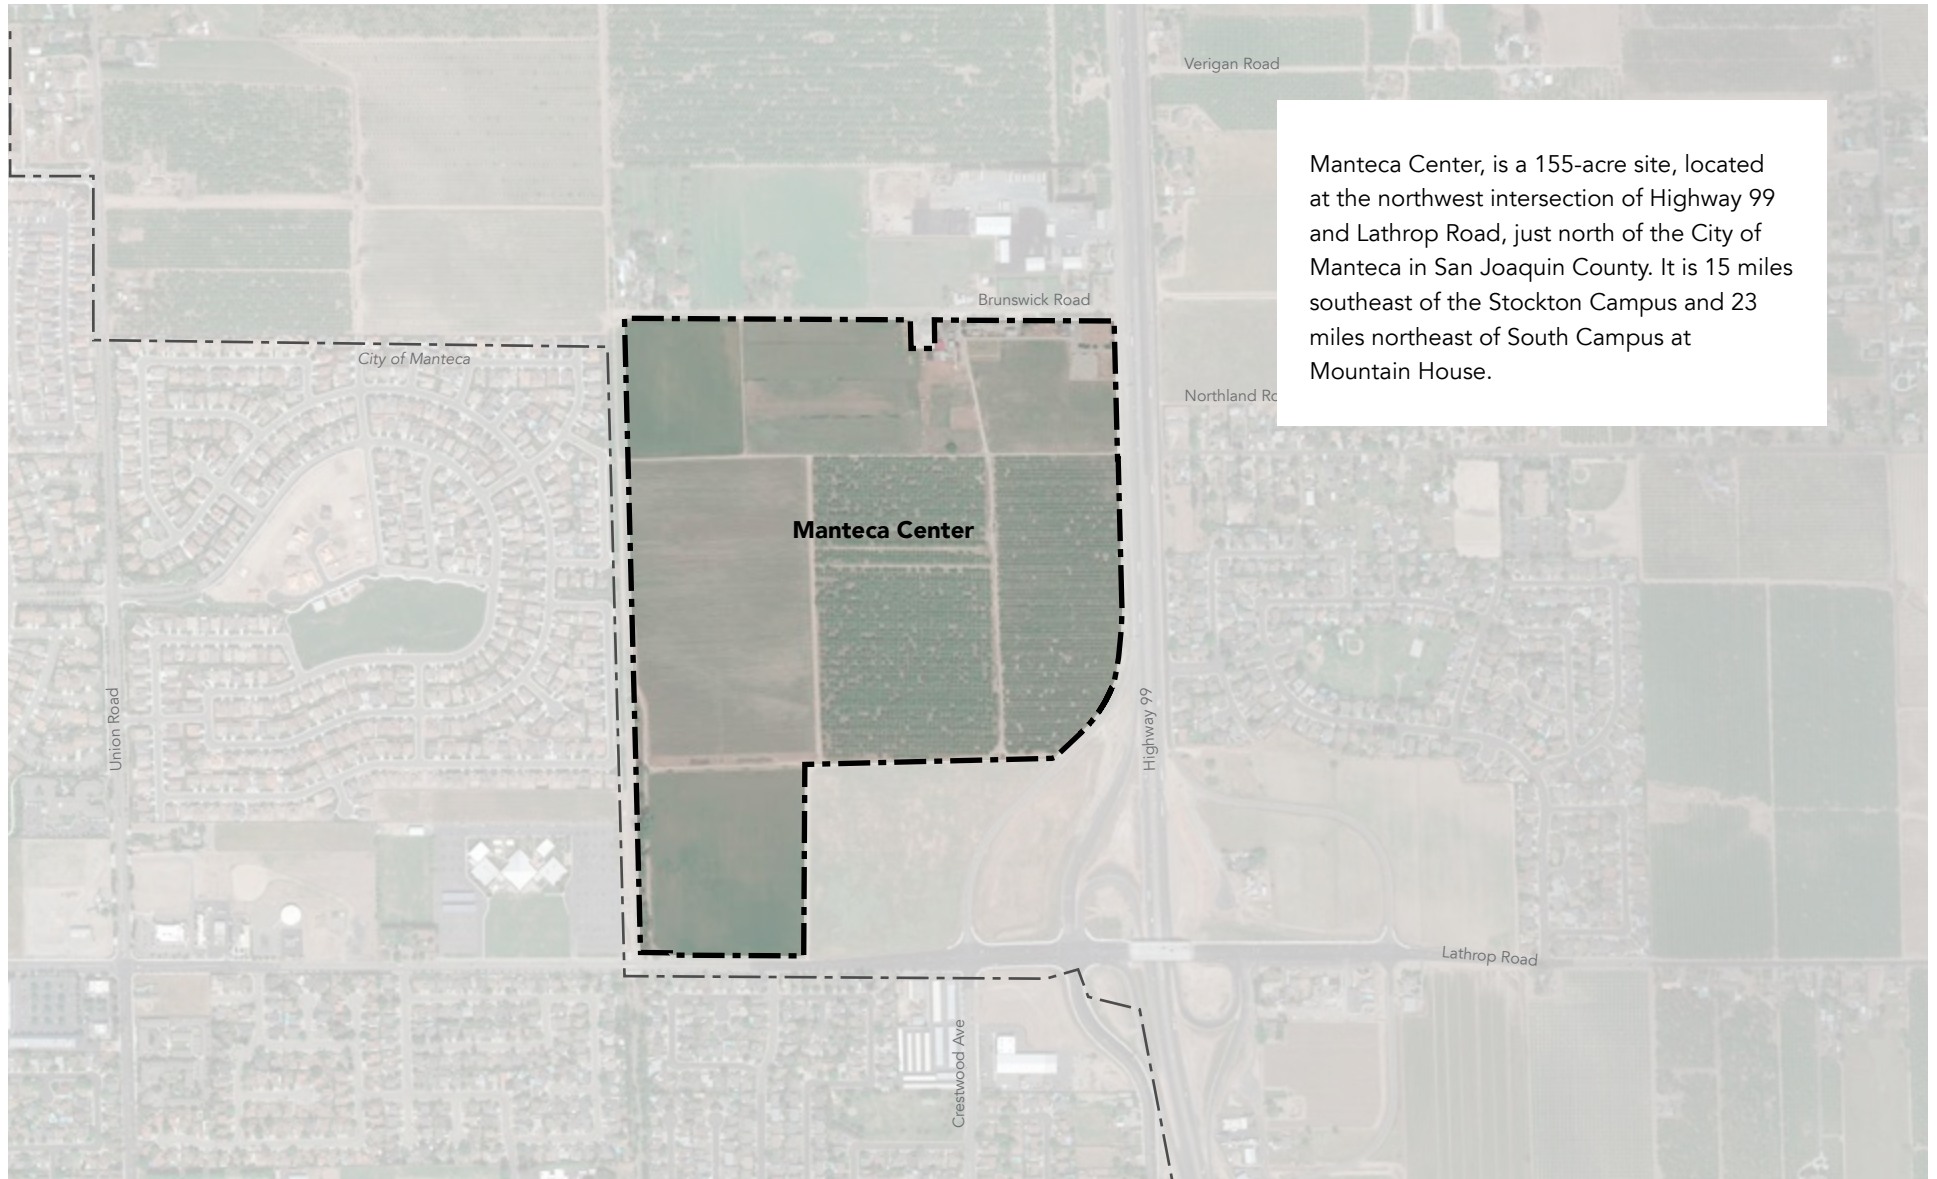 Verigan Road
Manteca Center, is a 155-acre site, located
at the northwest intersection of Highway 99
and Lathrop Road, just north of the City of
Manteca in San Joaquin County. It is 15 miles
southeast of the Stockton Campus and 23
miles northeast of South Campus at
Mountain House.
Brunswick Road
City of Manteca
Northland
Manteca Center
Union Road
Highway 99
Lathrop Road
Crestwood Ave